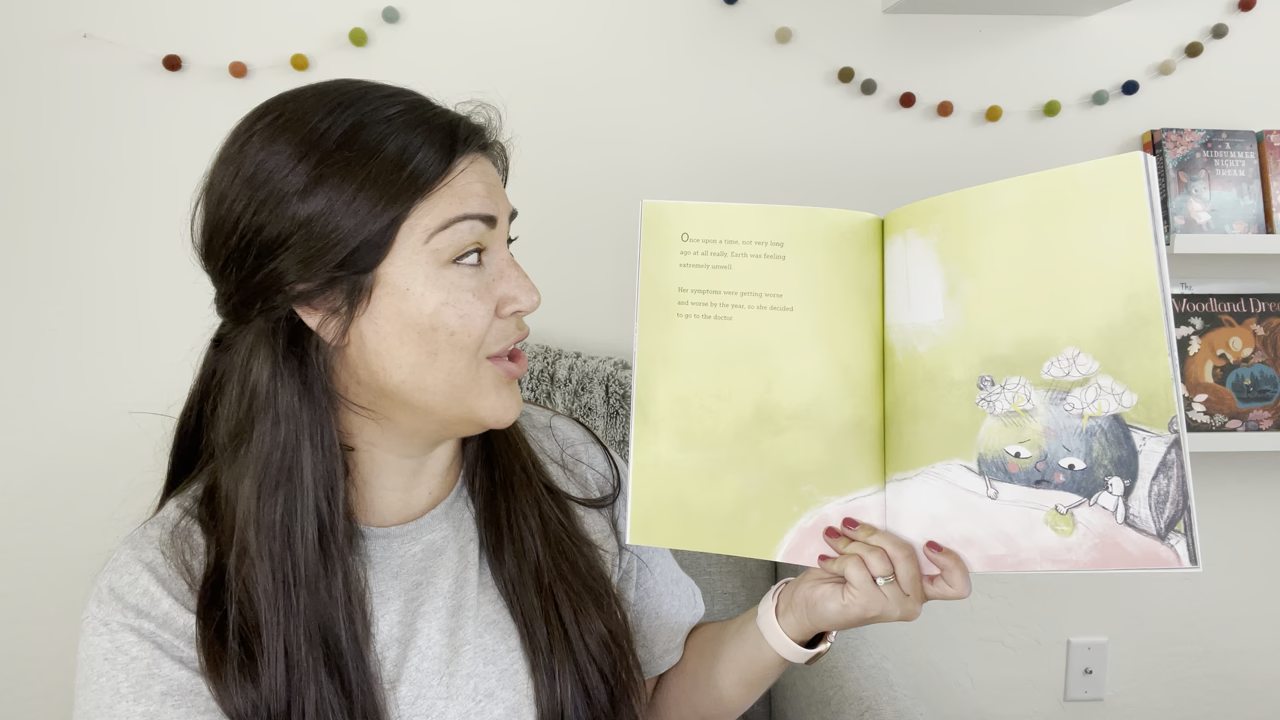 Once upon a time, not very long
ago at all really, Earth was feeling
extremely unwell.
Her symptoms were getting worse
and worse by the year, so she decided
to go to the doctor.
A
MIDSUMMER
NIGHT'S
DREAM
The
Woodland Drea